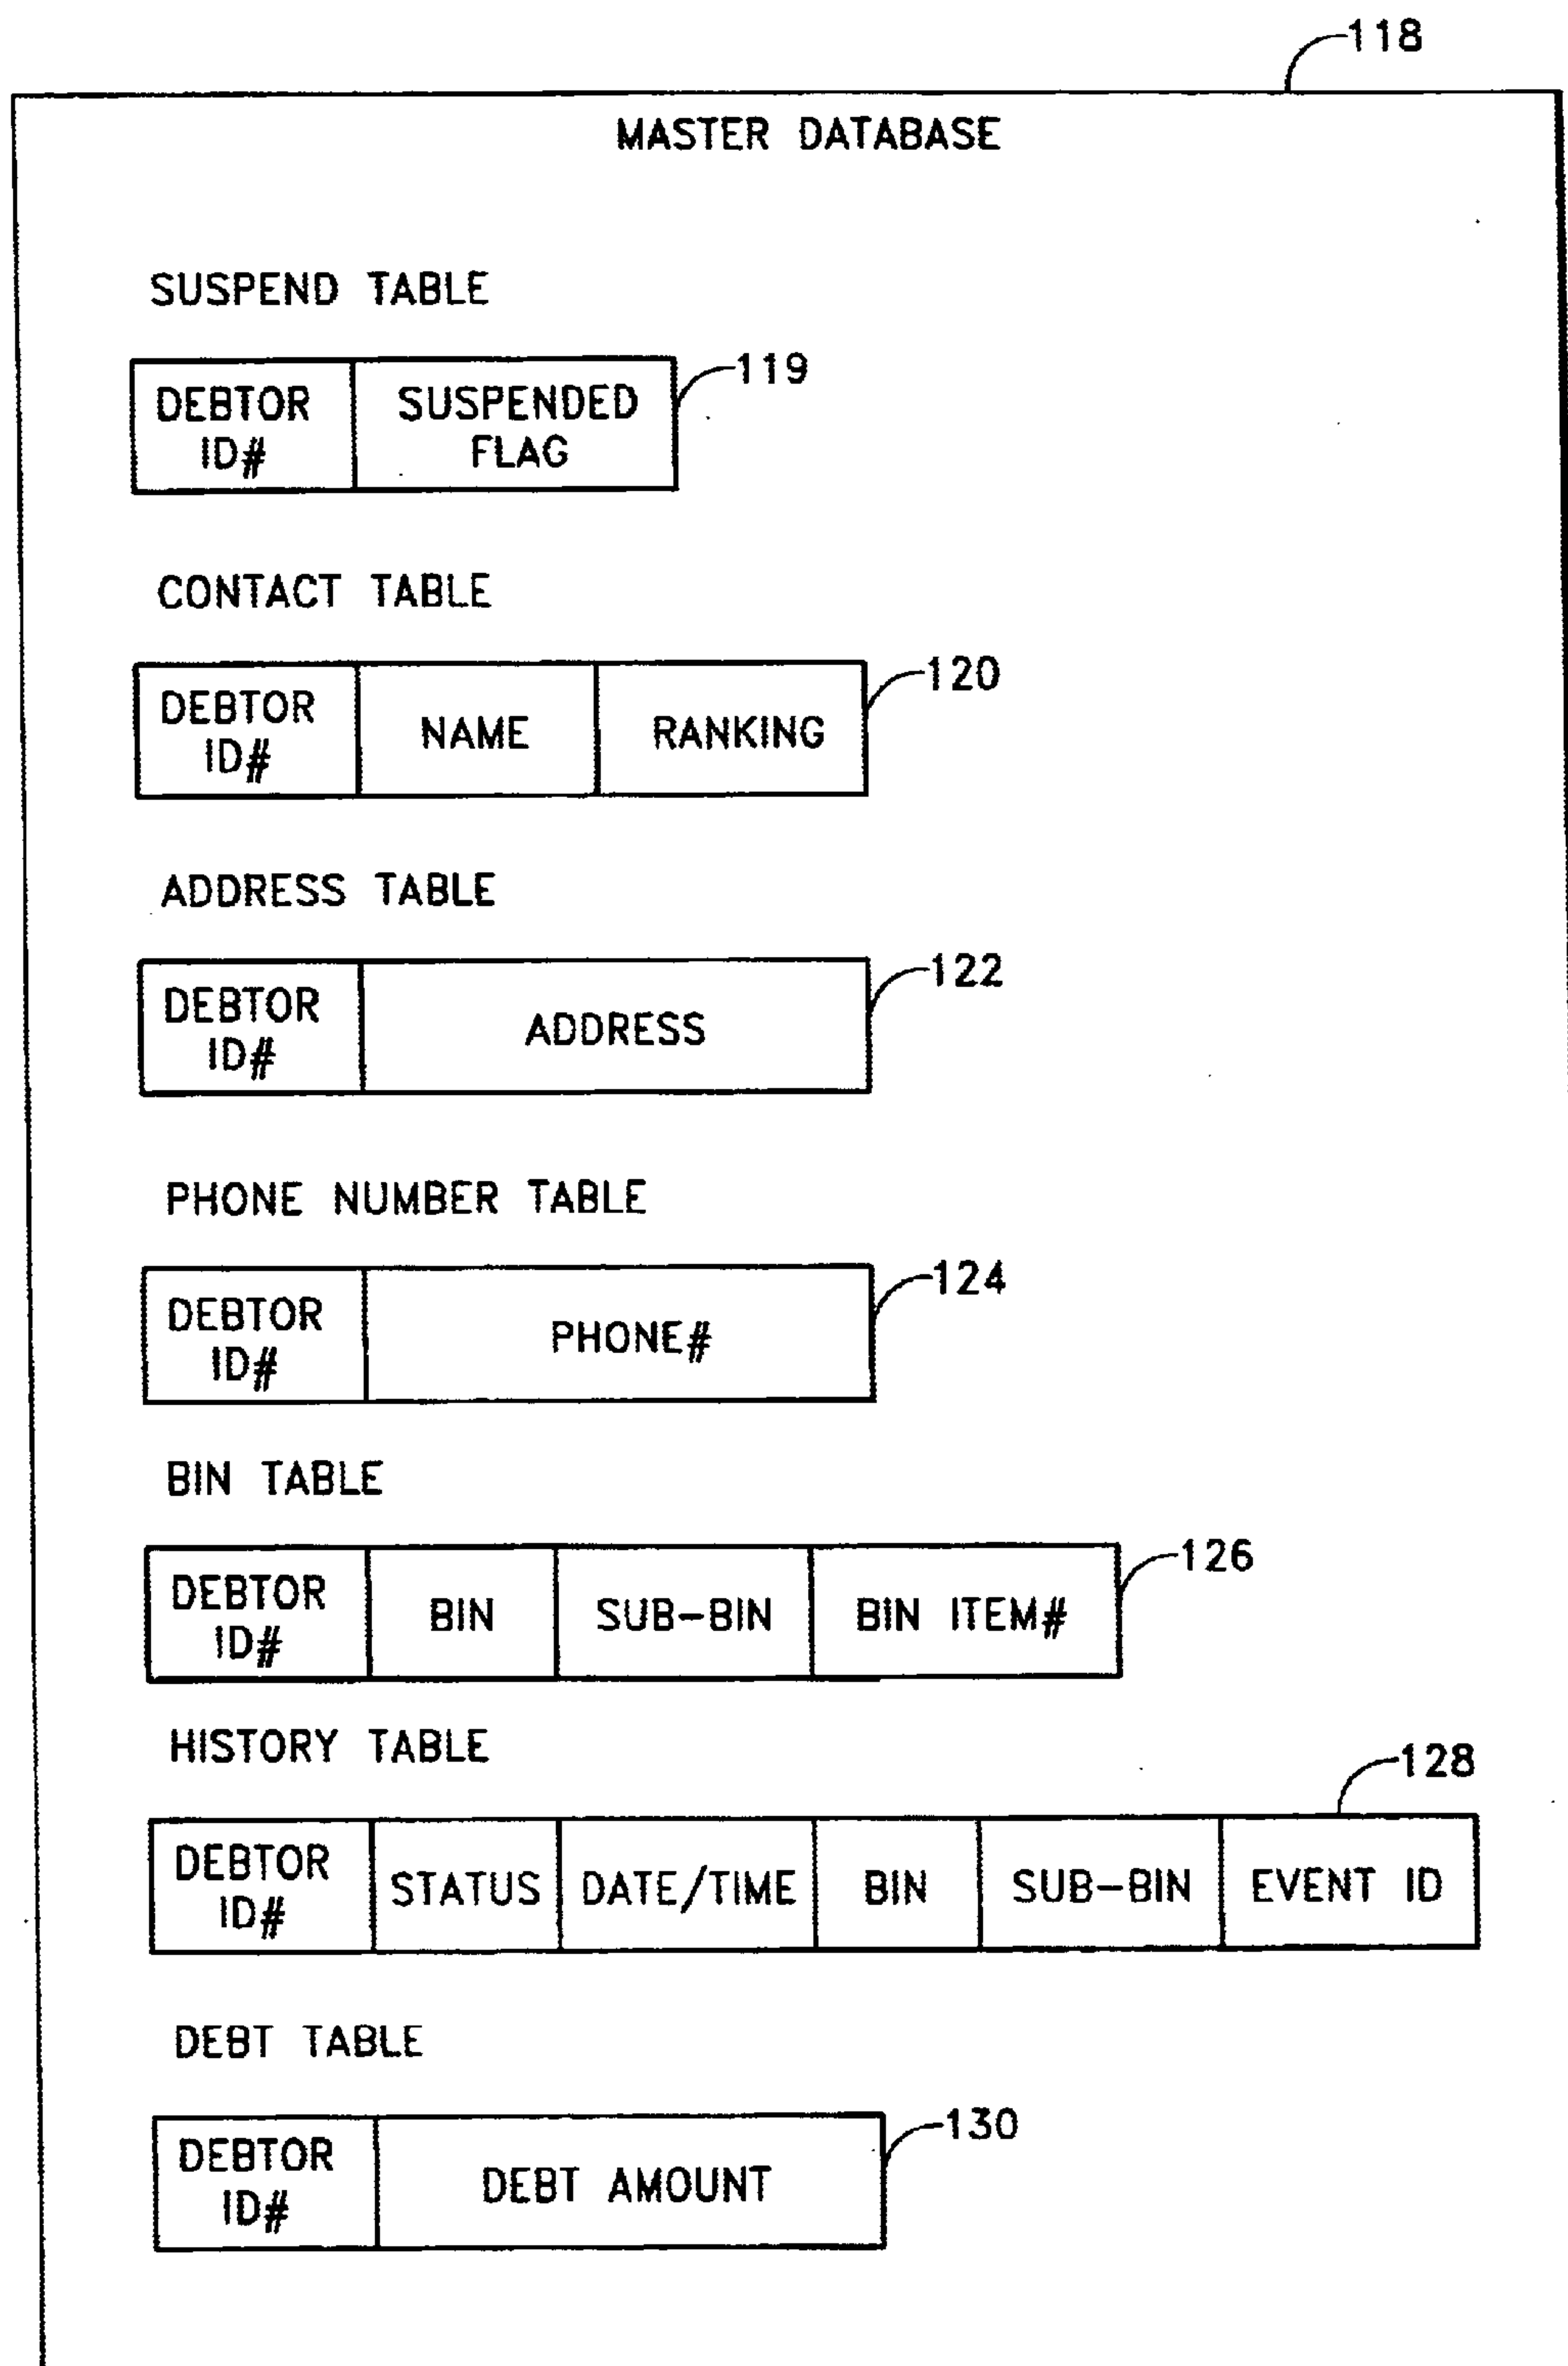 118
MASTER DATABASE
SUSPEND TABLE
119
DEBTOR ID#
SUSPENDED FLAG
CONTACT TABLE
120
DEBTOR ID#
NAME
RANKING
ADDRESS TABLE
122
DEBTOR ID#
ADDRESS
PHONE NUMBER TABLE
124
DEBTOR ID#
PHONE#
BIN TABLE
126
DEBTOR ID#
BIN
SUB-BIN
BIN ITEM#
HISTORY TABLE
128
DEBTOR ID#
STATUS
DATE/TIME
BIN
SUB-BIN
EVENT ID
DEBT TABLE
130
DEBTOR ID#
DEBT AMOUNT